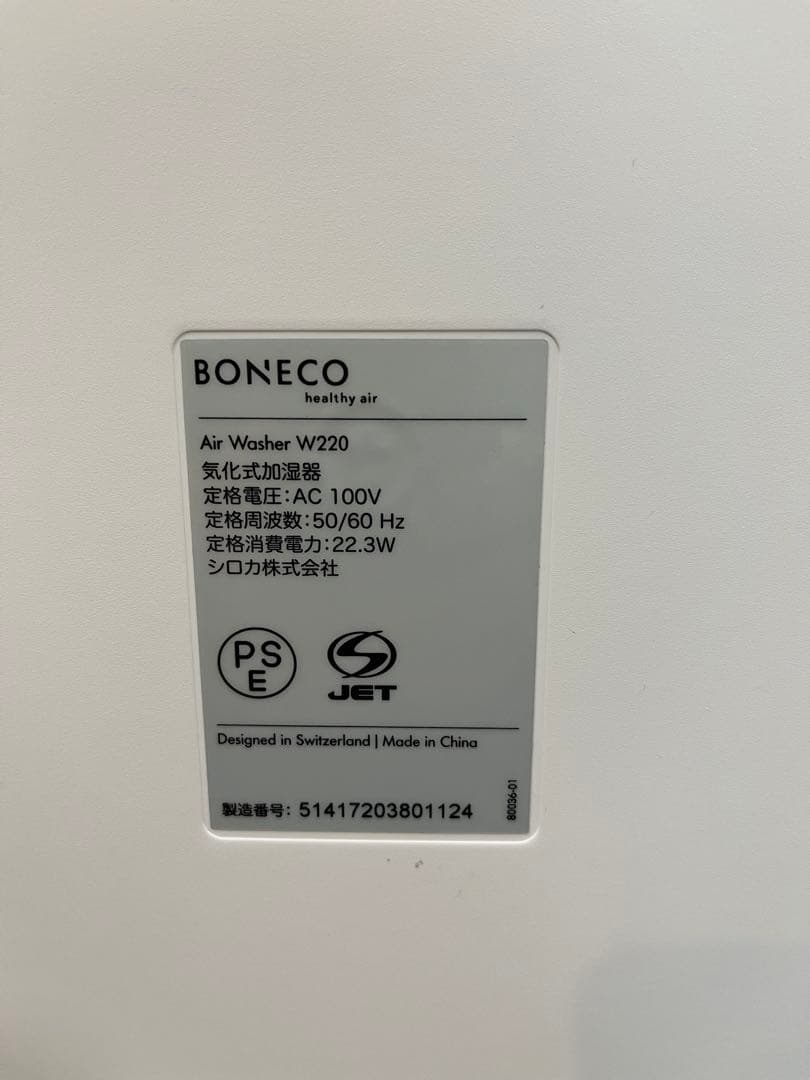 BONECO
healthy air
Air Washer W220
気化式加湿器
定格電圧:AC 100V
定格周波数:50/60 Hz
定格消費電力:22.3W
シロカ株式会社
PS
E
S
JET
Designed in Switzerland | Made in China
製造番号: 51417203801124
80036-01